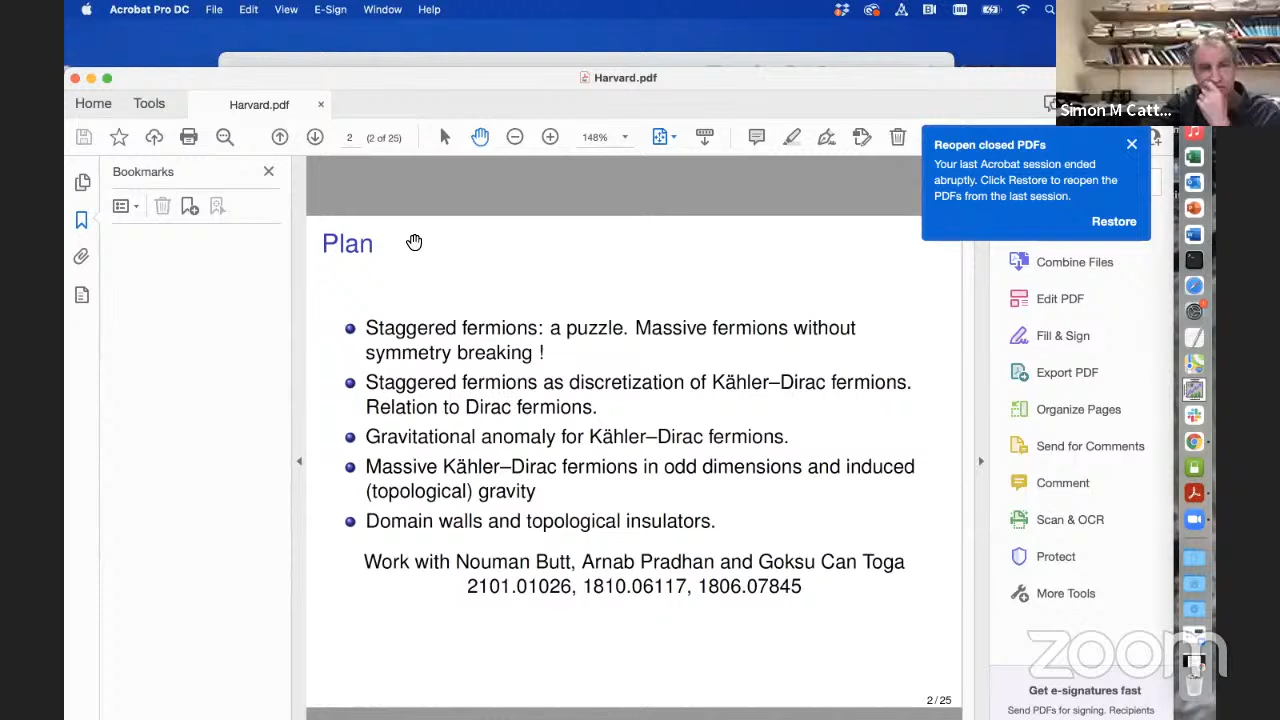 Acrobat Pro DC File Edit View E-Sign Window Help
Harvard.pdf
Simon M Catt...
Home Tools Harvard.pdf ×
2 (2 of 25) 148%
Reopen closed PDFs
Your last Acrobat session ended
abruptly. Click Restore to reopen the
PDFs from the last session.
Restore
Bookmarks
Plan
Staggered fermions: a puzzle. Massive fermions without
symmetry breaking !
Staggered fermions as discretization of Kähler–Dirac fermions.
Relation to Dirac fermions.
Gravitational anomaly for Kähler–Dirac fermions.
Massive Kähler–Dirac fermions in odd dimensions and induced
(topological) gravity
Domain walls and topological insulators.
Work with Nouman Butt, Arnab Pradhan and Goksu Can Toga
2101.01026, 1810.06117, 1806.07845
2 / 25
Combine Files
Edit PDF
Fill & Sign
Export PDF
Organize Pages
Send for Comments
Comment
Scan & OCR
Protect
More Tools
zoom
Get e-signatures fast
Send PDFs for signing. Recipients